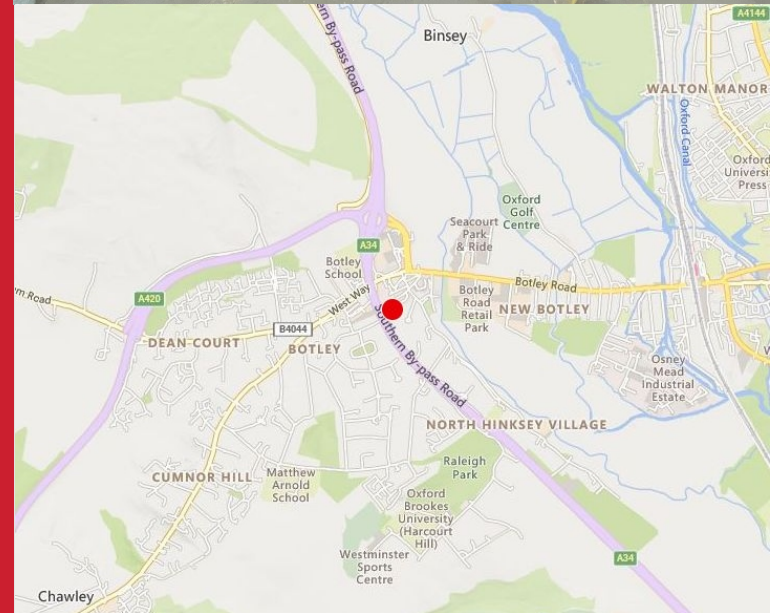 ern By-pass Road
Binsey
A4144
WALTON MANOR
Oxford Canal
Oxford
Universi
Press
Oxford
Golf
Centre
Seacourt
Park
& Ride
A34
Botley
School
West Way
Botley Road
A420
m Road
Botley
Road
Retail
Park
NEW BOTLEY
B4044
DEAN COURT
BOTLEY
Southern By-pass Road
W
Osney
Mead
Industrial
Estate
NORTH HINKSEY VILLAGE
Raleigh
Park
CUMNOR HILL
Matthew
Arnold
School
Oxford
Brookes
University
(Harcourt
Hill)
Westminster
Sports
Centre
A34
Chawley